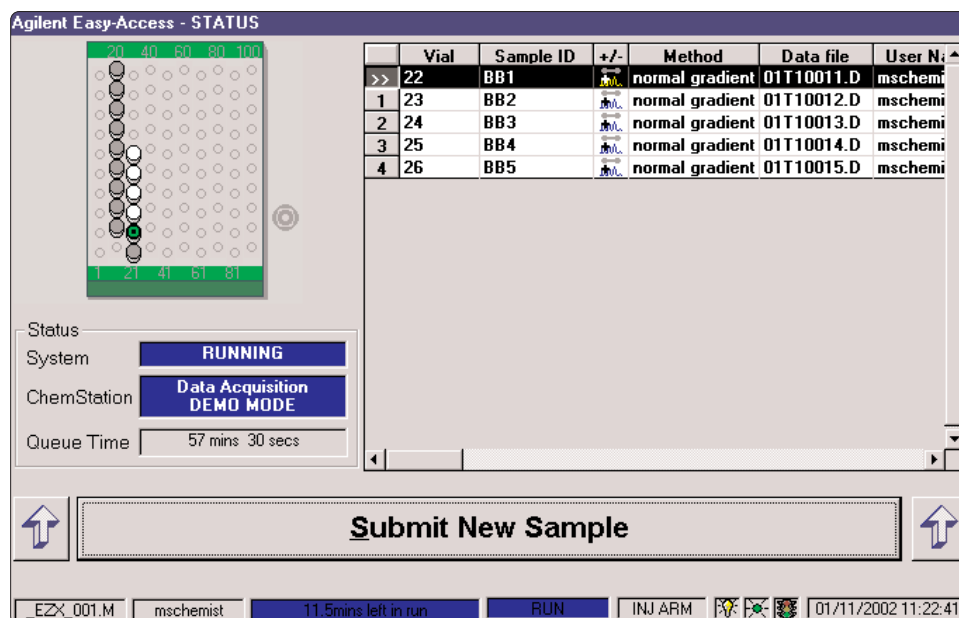 Agilent Easy-Access - STATUS
20 40 60 80 100
1 21 41 61 81
Vial Sample ID +/- Method Data file User Na
>> 22 BB1 normal gradient 01T10011.D mschemi
1 23 BB2 normal gradient 01T10012.D mschemi
2 24 BB3 normal gradient 01T10013.D mschemi
3 25 BB4 normal gradient 01T10014.D mschemi
4 26 BB5 normal gradient 01T10015.D mschemi
Status
System RUNNING
ChemStation Data Acquisition
DEMO MODE
Queue Time 57 mins 30 secs
Submit New Sample
_EZX_001.M mschemist 11.5mins left in run RUN INJ ARM 01/11/2002 11:22:41